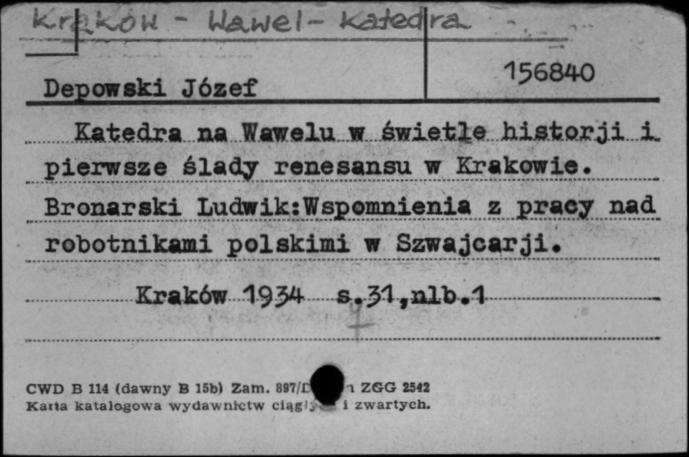 Kraków - Wawel - Katedra
156840
Depowski Józef
Katedra na Wawelu w świetle historji i
pierwsze ślady renesansu w Krakowie.
Bronarski Ludwik:Wspomnienia z pracy nad
robotnikami polskimi w Szwajcarji.
Kraków 1934 s.31,nlb.1
7
CWD B 114 (dawny B 15b) Zam. ZGG 2542
Karta katalogowa wydawnictw i zwartych.